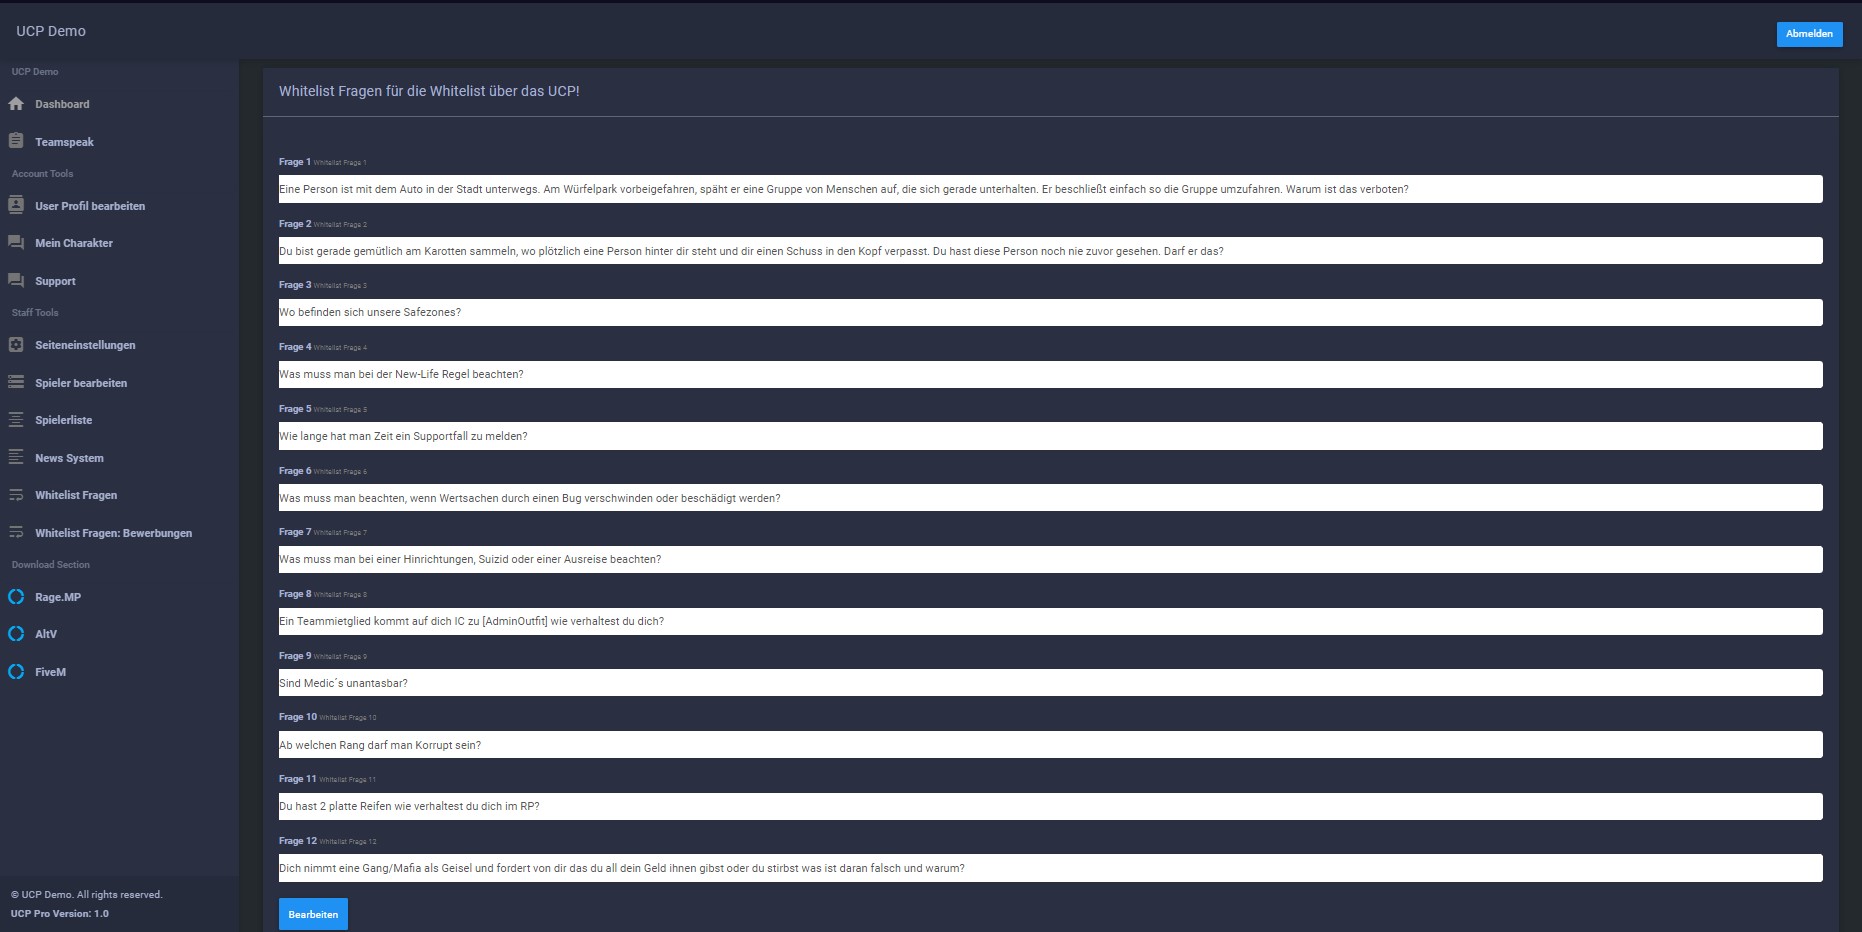 UCP Demo
Abmelden
UCP Demo
Dashboard
Teamspeak
Account Tools
User Profil bearbeiten
Mein Charakter
Support
Staff Tools
Seiteneinstellungen
Spieler bearbeiten
Spielerliste
News System
Whitelist Fragen
Whitelist Fragen: Bewerbungen
Download Section
Rage.MP
AltV
FiveM
© UCP Demo. All rights reserved.
UCP Pro Version: 1.0
Whitelist Fragen für die Whitelist über das UCP!
Frage 1 Whitelist Frage 1
Eine Person ist mit dem Auto in der Stadt unterwegs. Am Würfelpark vorbeigefahren, späht er eine Gruppe von Menschen auf, die sich gerade unterhalten. Er beschließt einfach so die Gruppe umzufahren. Warum ist das verboten?
Frage 2 Whitelist Frage 2
Du bist gerade gemütlich am Karotten sammeln, wo plötzlich eine Person hinter dir steht und dir einen Schuss in den Kopf verpasst. Du hast diese Person noch nie zuvor gesehen. Darf er das?
Frage 3 Whitelist Frage 3
Wo befinden sich unsere Safezones?
Frage 4 Whitelist Frage 4
Was muss man bei der New-Life Regel beachten?
Frage 5 Whitelist Frage 5
Wie lange hat man Zeit ein Supportfall zu melden?
Frage 6 Whitelist Frage 6
Was muss man beachten, wenn Wertsachen durch einen Bug verschwinden oder beschädigt werden?
Frage 7 Whitelist Frage 7
Was muss man bei einer Hinrichtungen, Suizid oder einer Ausreise beachten?
Frage 8 Whitelist Frage 8
Ein Teammietglied kommt auf dich IC zu [AdminOutfit] wie verhaltest du dich?
Frage 9 Whitelist Frage 9
Sind Medic´s unantasbar?
Frage 10 Whitelist Frage 10
Ab welchen Rang darf man Korrupt sein?
Frage 11 Whitelist Frage 11
Du hast 2 platte Reifen wie verhaltest du dich im RP?
Frage 12 Whitelist Frage 12
Dich nimmt eine Gang/Mafia als Geisel und fordert von dir das du all dein Geld ihnen gibst oder du stirbst was ist daran falsch und warum?
Bearbeiten